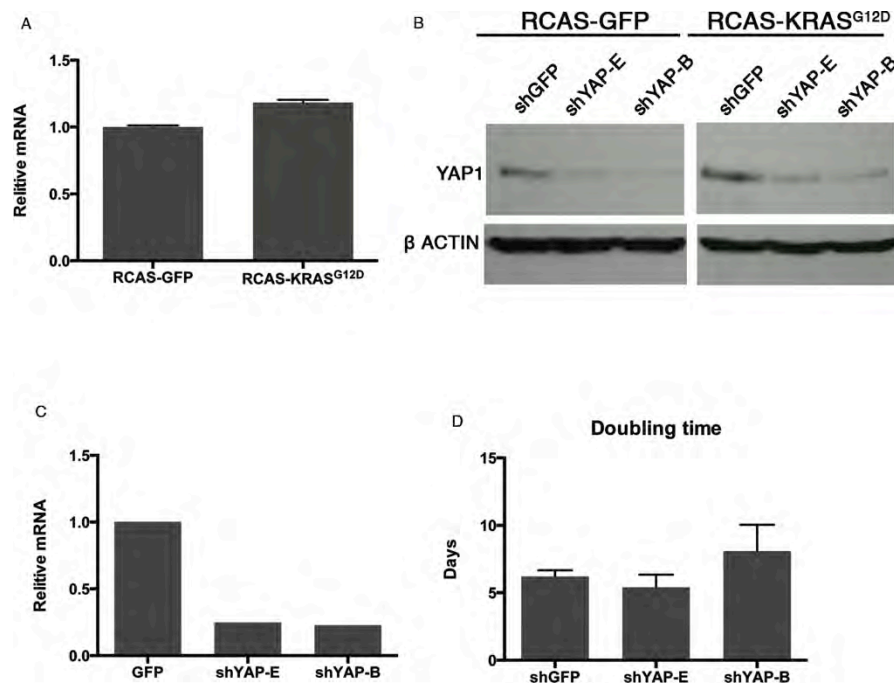 A
Relitive mRNA
1.5
1.0
0.5
0.0
RCAS-GFP
RCAS-KRASG12D
B
RCAS-GFP
RCAS-KRASG12D
shGFP
shYAP-E
shYAP-B
shGFP
shYAP-E
shYAP-B
YAP1
β ACTIN
C
Relitive mRNA
1.5
1.0
0.5
0.0
GFP
shYAP-E
shYAP-B
D
Doubling time
Days
15
10
5
0
shGFP
shYAP-E
shYAP-B